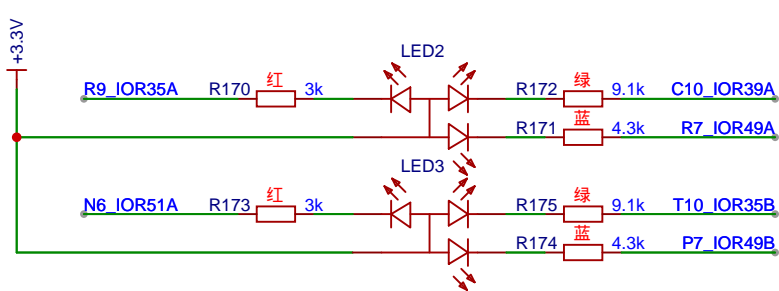 +3.3V
LED2
R9_IOR35A R170 红 3k R172 绿 9.1k C10_IOR39A
R171 蓝 4.3k R7_IOR49A
LED3
N6_IOR51A R173 红 3k R175 绿 9.1k T10_IOR35B
R174 蓝 4.3k P7_IOR49B